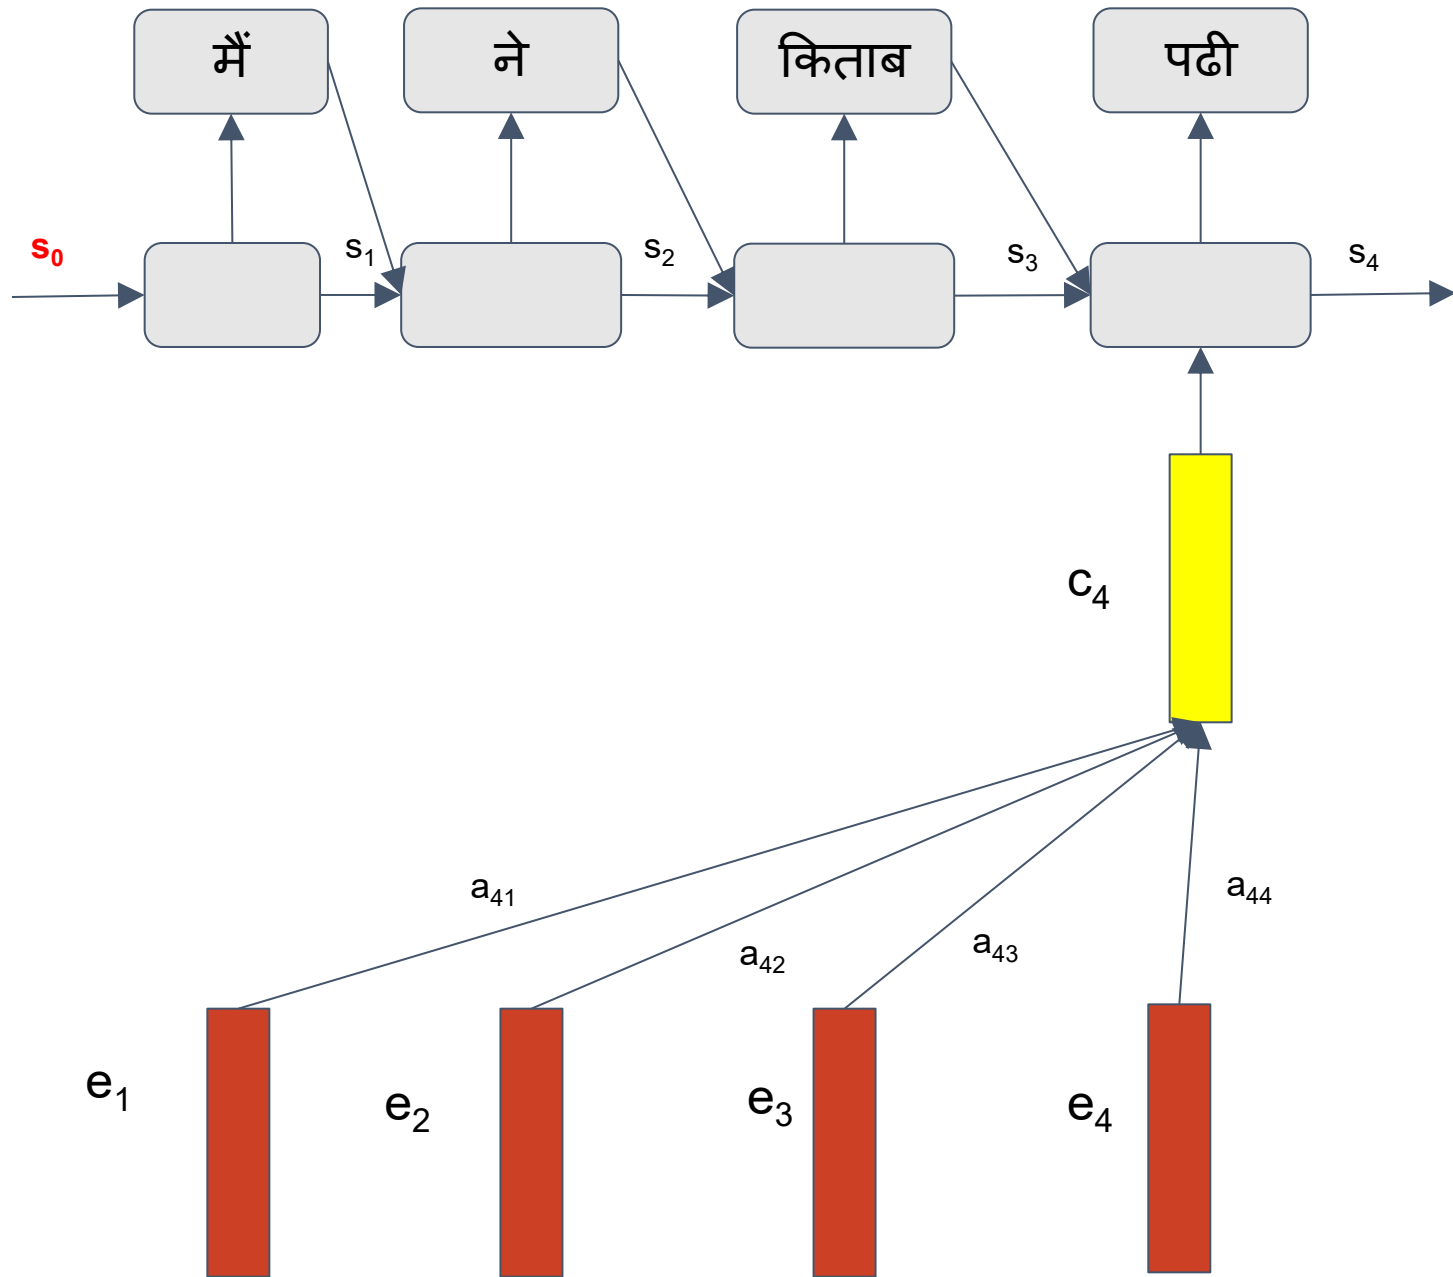 मैं ने किताब पढी
s₀ s₁ s₂ s₃ s₄
c₄
a₄₁ a₄₂ a₄₃ a₄₄
e₁ e₂ e₃ e₄